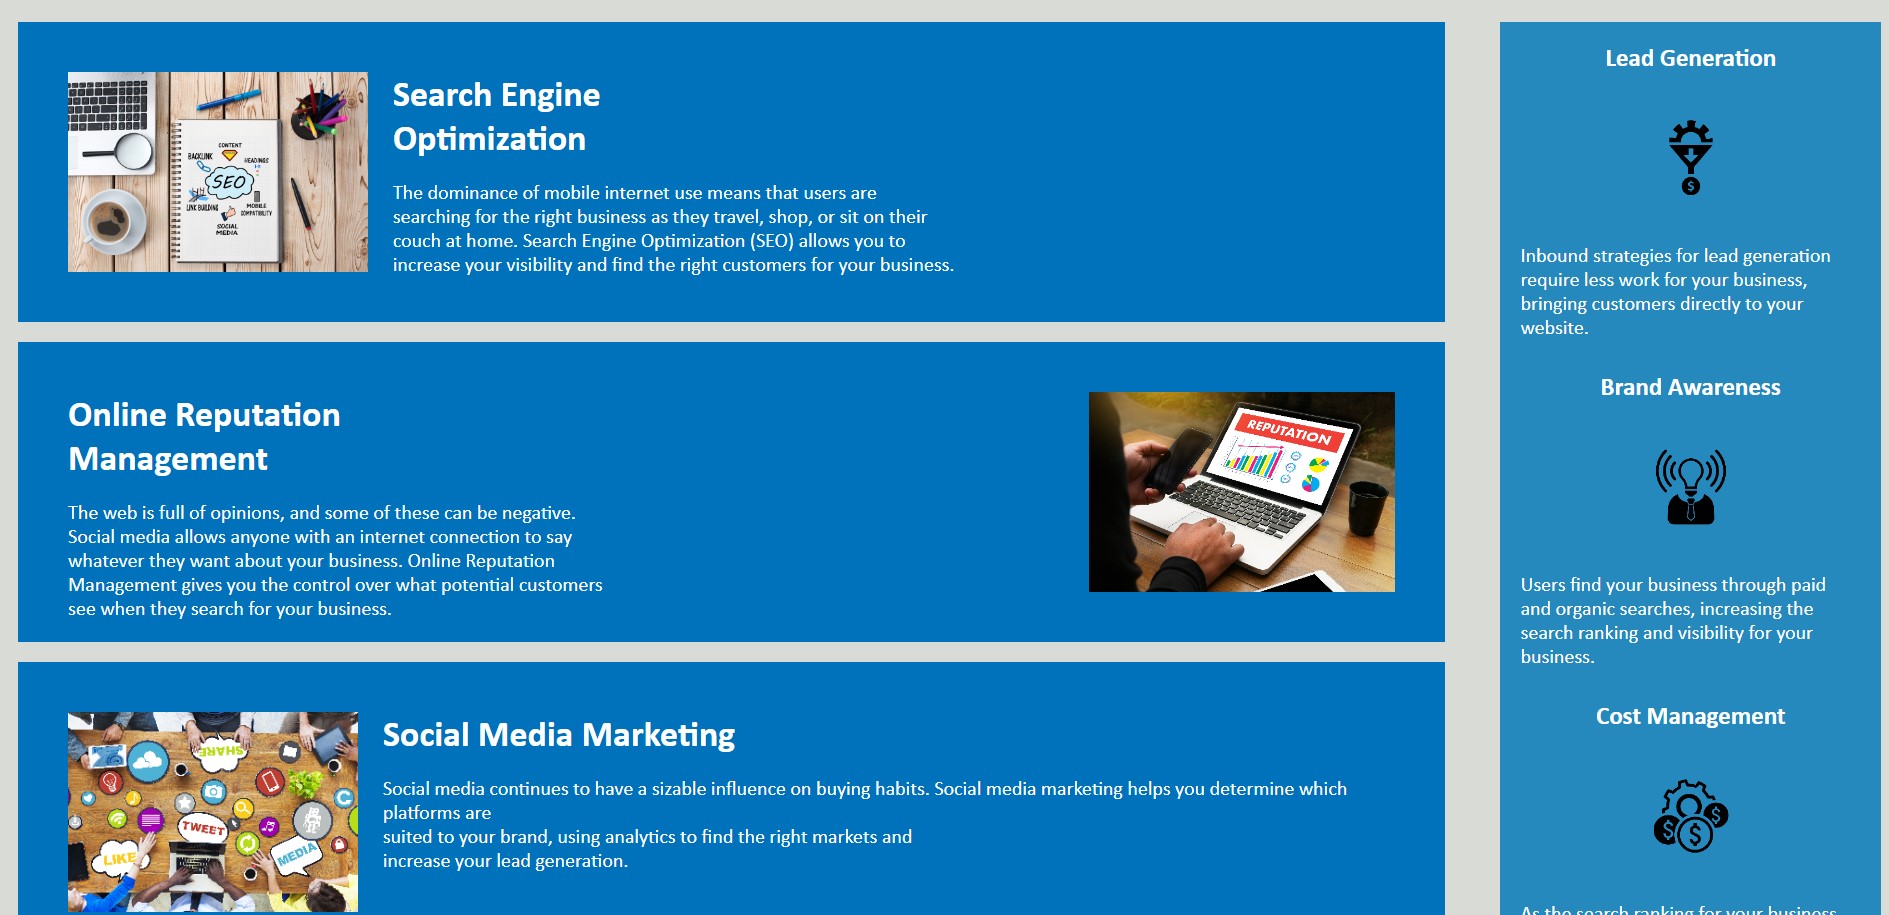 Search Engine
Optimization
The dominance of mobile internet use means that users are
searching for the right business as they travel, shop, or sit on their
couch at home. Search Engine Optimization (SEO) allows you to
increase your visibility and find the right customers for your business.
CONTENT
BACKLINK
HEADINGS
SEO
LINK BUILDING
MOBILE
COMPATIBILITY
SOCIAL
MEDIA
Online Reputation
Management
The web is full of opinions, and some of these can be negative.
Social media allows anyone with an internet connection to say
whatever they want about your business. Online Reputation
Management gives you the control over what potential customers
see when they search for your business.
REPUTATION
Social Media Marketing
Social media continues to have a sizable influence on buying habits. Social media marketing helps you determine which
platforms are
suited to your brand, using analytics to find the right markets and
increase your lead generation.
SHARE
TWEET
LIKE
MEDIA
Lead Generation
$
Inbound strategies for lead generation
require less work for your business,
bringing customers directly to your
website.
Brand Awareness
Users find your business through paid
and organic searches, increasing the
search ranking and visibility for your
business.
Cost Management
$ $ $
As the search ranking for your business